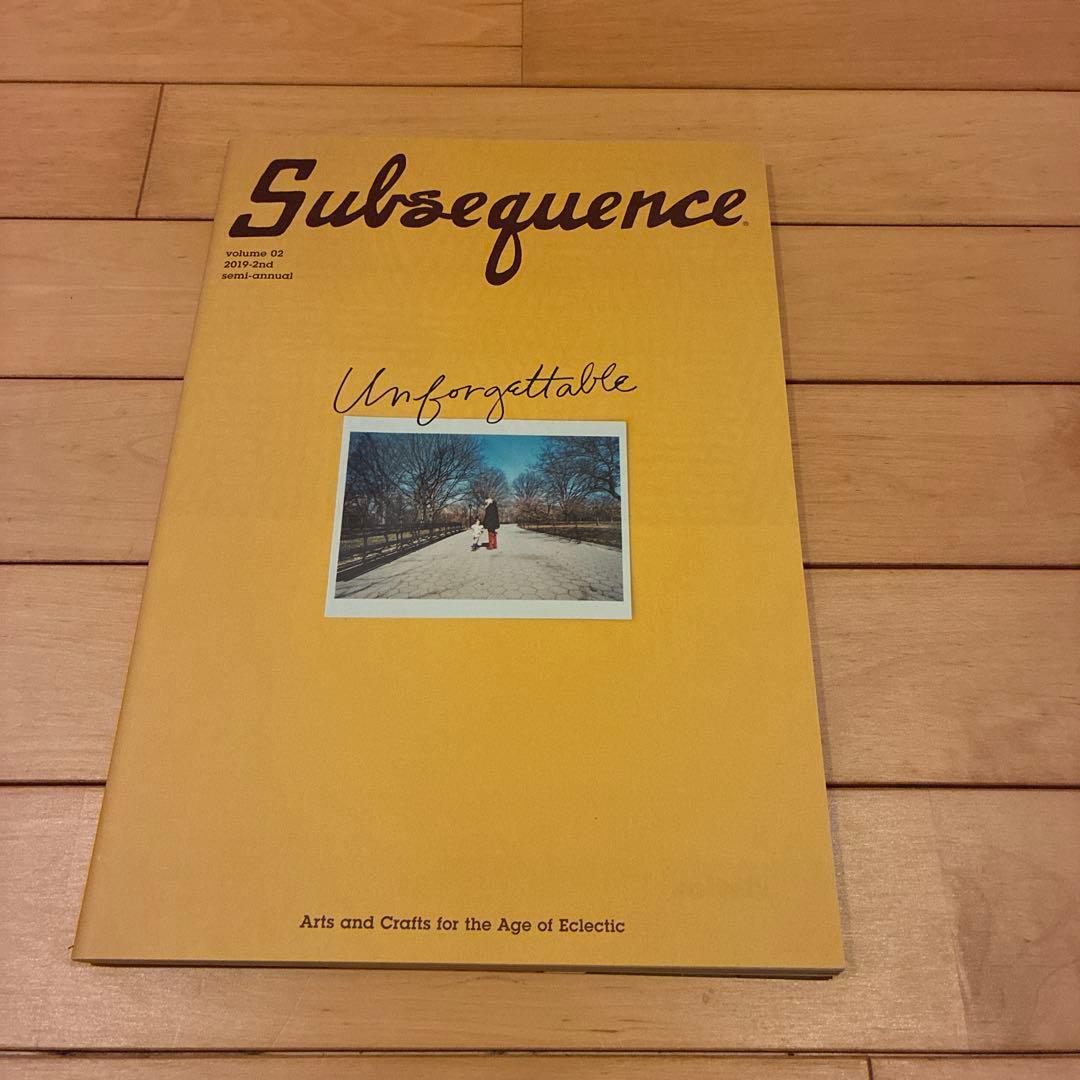 Subsequence®
volume 02
2019-2nd
semi-annual
Unforgettable
Arts and Crafts for the Age of Eclectic